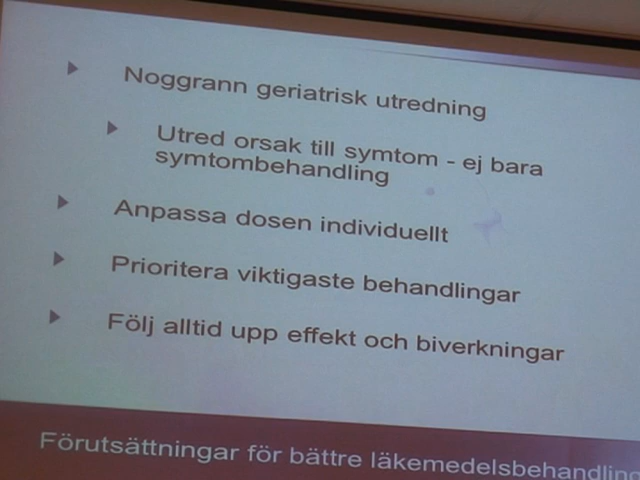 Noggrann geriatrisk utredning
Utred orsak till symtom - ej bara
symtombehandling
Anpassa dosen individuellt
Prioritera viktigaste behandlingar
Följ alltid upp effekt och biverkningar
Förutsättningar för bättre läkemedelsbehandling